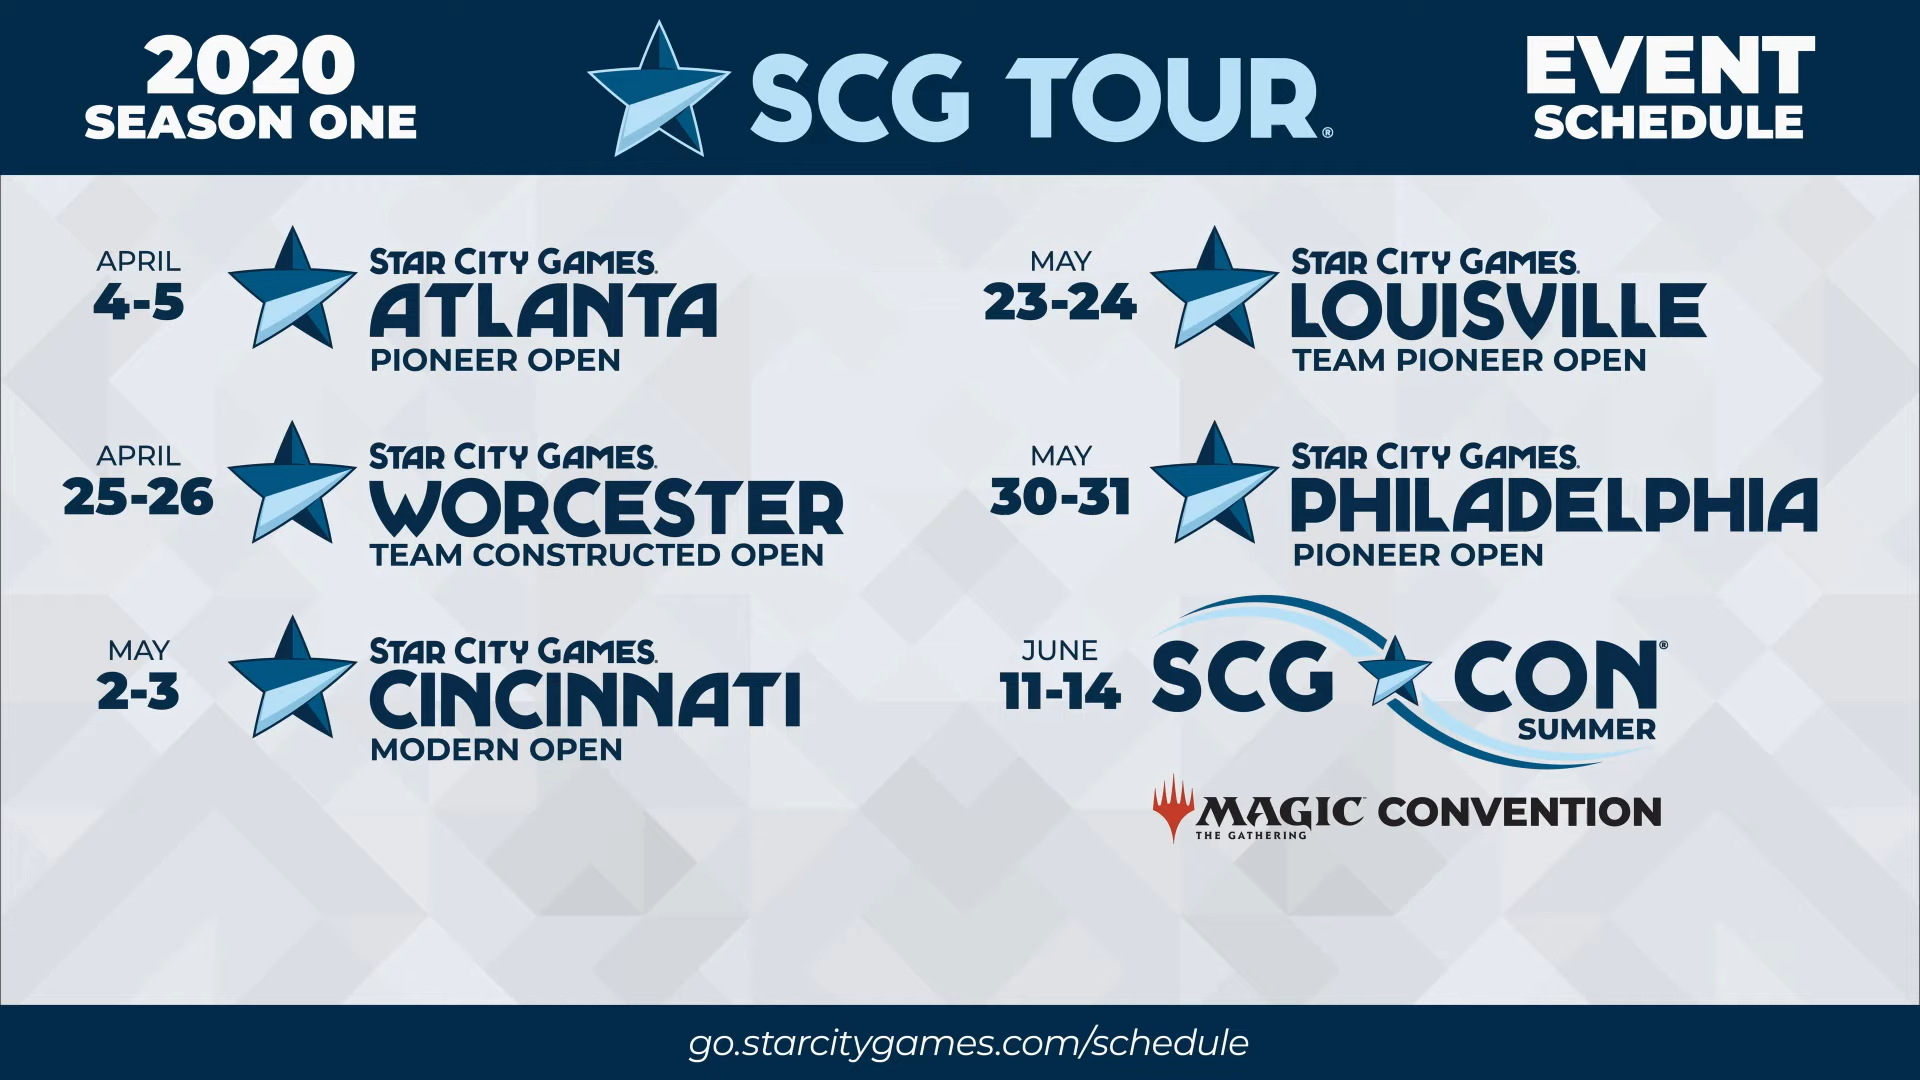 2020
SEASON ONE
SCG TOUR®
EVENT
SCHEDULE
APRIL
4-5
STAR CITY GAMES.
ATLANTA
PIONEER OPEN
APRIL
25-26
STAR CITY GAMES.
WORCESTER
TEAM CONSTRUCTED OPEN
MAY
2-3
STAR CITY GAMES.
CINCINNATI
MODERN OPEN
MAY
23-24
STAR CITY GAMES.
LOUISVILLE
TEAM PIONEER OPEN
MAY
30-31
STAR CITY GAMES.
PHILADELPHIA
PIONEER OPEN
JUNE
11-14
SCG CON®
SUMMER
MAGIC CONVENTION
THE GATHERING
go.starcitygames.com/schedule